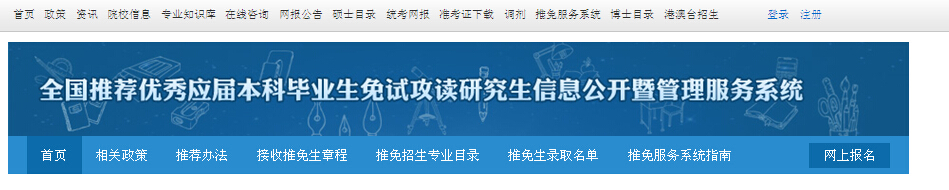 首页 政策 资讯 院校信息 专业知识库 在线咨询 网报公告 硕士目录 统考网报 准考证下载 调剂 推免服务系统 博士目录 港澳台招生 登录 注册
全国推荐优秀应届本科毕业生免试攻读研究生信息公开暨管理服务系统
首页 相关政策 推荐办法 接收推免生章程 推免招生专业目录 推免生录取名单 推免服务系统指南 网上报名